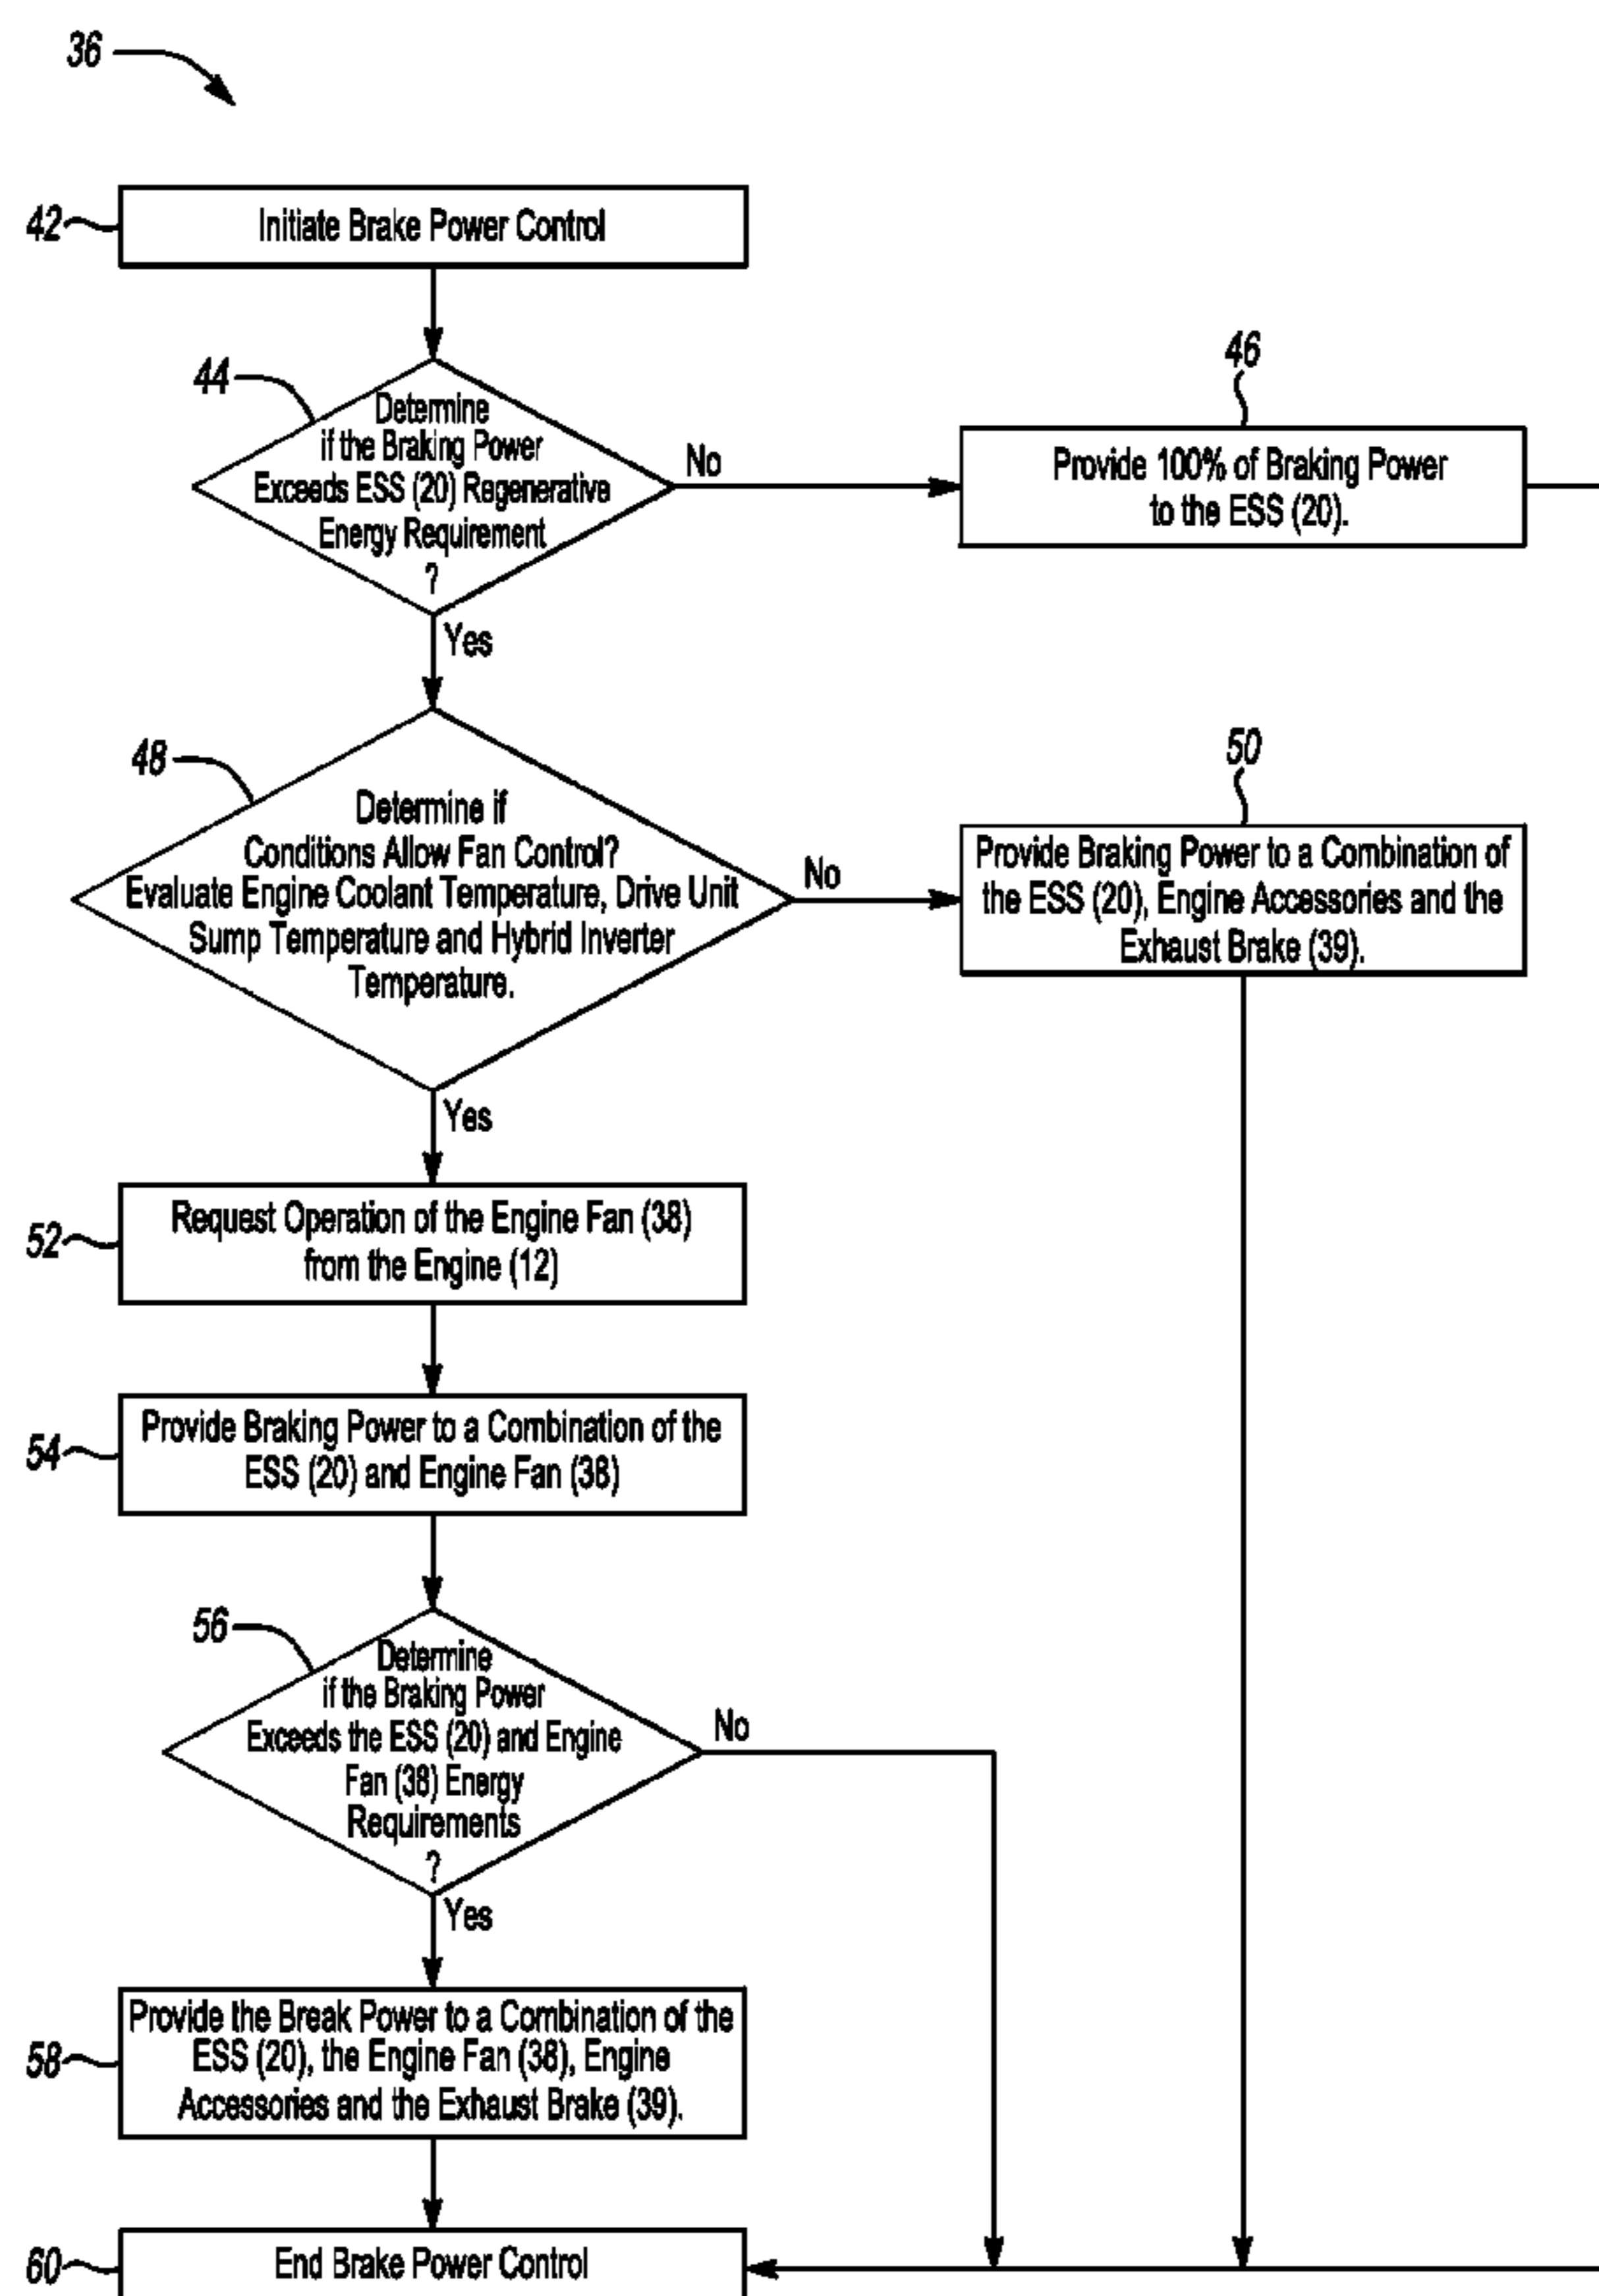 36
42
Initiate Brake Power Control
44
Determine
if the Braking Power
Exceeds ESS (20) Regenerative
Energy Requirement
?
No
46
Provide 100% of Braking Power
to the ESS (20).
Yes
48
Determine if
Conditions Allow Fan Control?
Evaluate Engine Coolant Temperature, Drive Unit
Sump Temperature and Hybrid Inverter
Temperature.
No
50
Provide Braking Power to a Combination of
the ESS (20), Engine Accessories and the
Exhaust Brake (39).
Yes
52
Request Operation of the Engine Fan (38)
from the Engine (12)
54
Provide Braking Power to a Combination of the
ESS (20) and Engine Fan (38)
56
Determine
if the Braking Power
Exceeds the ESS (20) and Engine
Fan (38) Energy
Requirements
?
No
Yes
58
Provide the Break Power to a Combination of the
ESS (20), the Engine Fan (38), Engine
Accessories and the Exhaust Brake (39).
60
End Brake Power Control